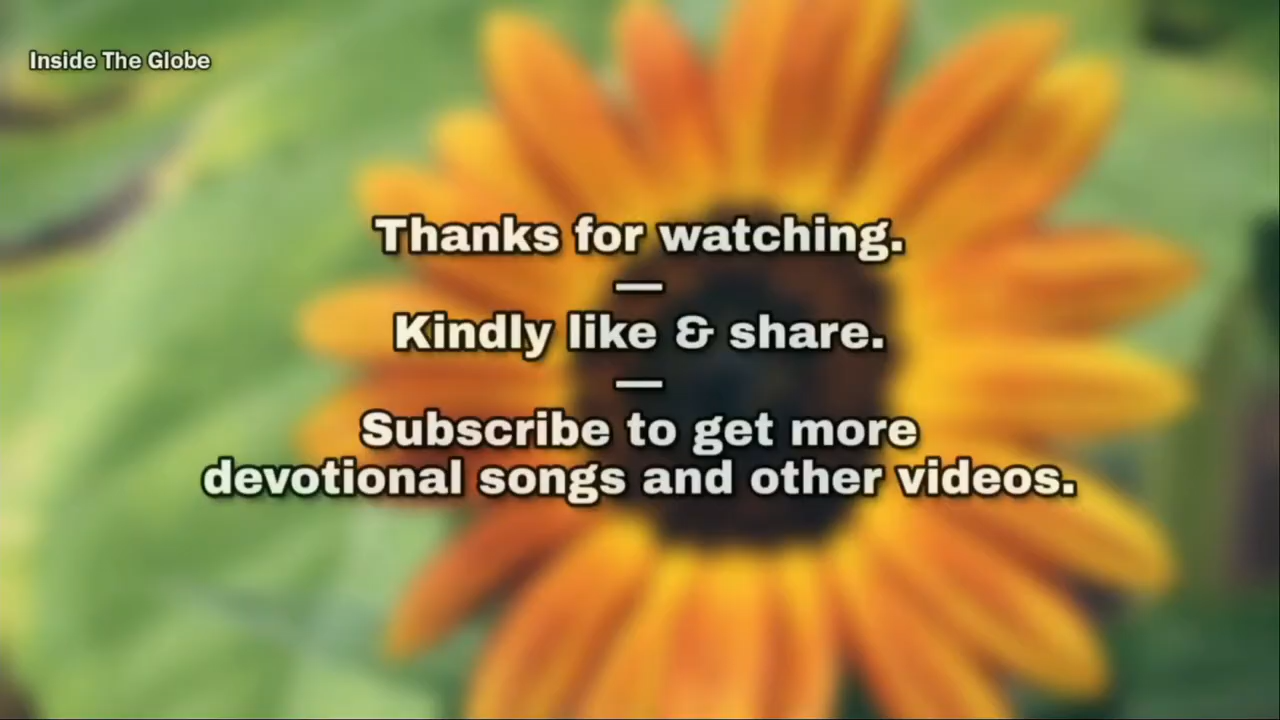 Inside The Globe
Thanks for watching.
—
Kindly like & share.
—
Subscribe to get more
devotional songs and other videos.